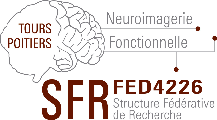 TOURS
POITIERS
Neuroimagerie
Fonctionnelle
SFR FED4226
Structure Fédérative
de Recherche